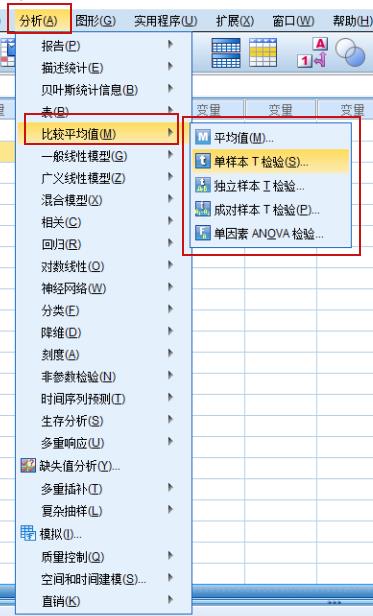 分析(A) 图形(G) 实用程序(U) 扩展(X) 窗口(W) 帮助(H)
报告(P)
描述统计(E)
贝叶斯统计信息(B)
表(B)
变量 变量 变量
比较平均值(M)
平均值(M)...
一般线性模型(G)
单样本 T 检验(S)...
广义线性模型(Z)
独立样本 T 检验...
混合模型(X)
成对样本 T 检验(P)...
相关(C)
单因素 ANOVA 检验...
回归(R)
对数线性(O)
神经网络(W)
分类(F)
降维(D)
刻度(A)
非参数检验(N)
时间序列预测(T)
生存分析(S)
多重响应(U)
缺失值分析(Y)...
多重插补(T)
复杂抽样(L)
模拟(I)...
质量控制(Q)
空间和时间建模(S)...
直销(K)